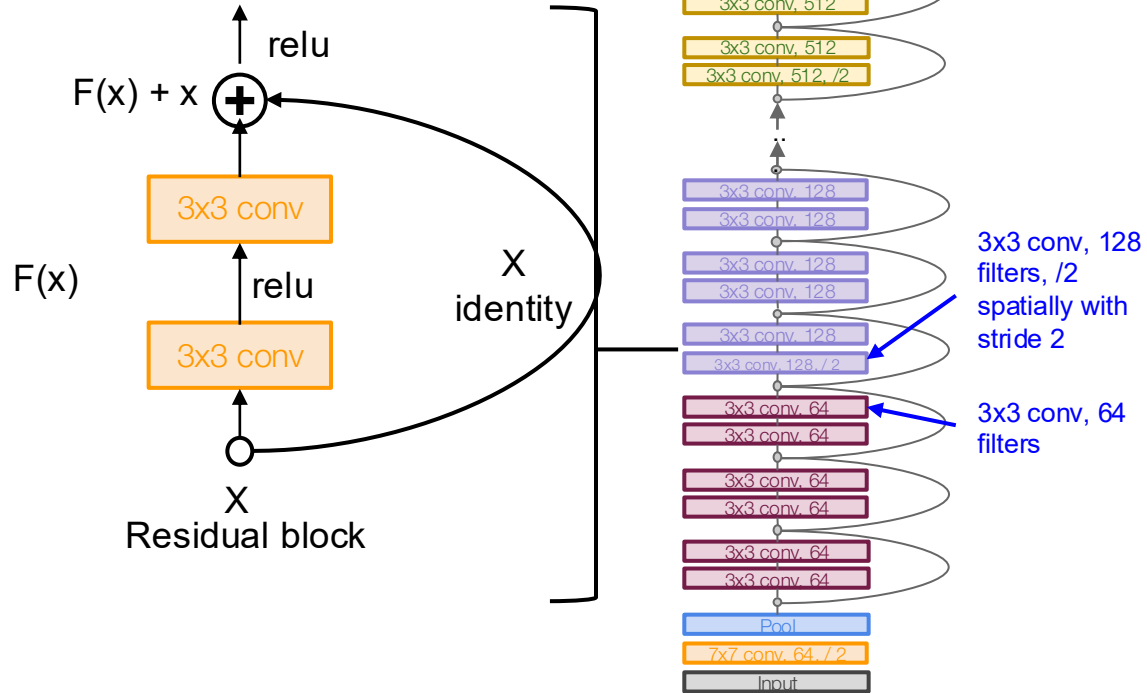 relu
F(x) + x
3x3 conv
F(x)
relu
X
identity
3x3 conv
X
Residual block
3x3 conv, 512
3x3 conv, 512
3x3 conv, 512, /2
..
.
3x3 conv, 128
3x3 conv, 128
3x3 conv, 128
3x3 conv, 128
3x3 conv, 128
3x3 conv, 128, / 2
3x3 conv, 64
3x3 conv, 64
3x3 conv, 64
3x3 conv, 64
3x3 conv, 64
3x3 conv, 64
Pool
7x7 conv, 64, / 2
Input
3x3 conv, 128
filters, /2
spatially with
stride 2
3x3 conv, 64
filters